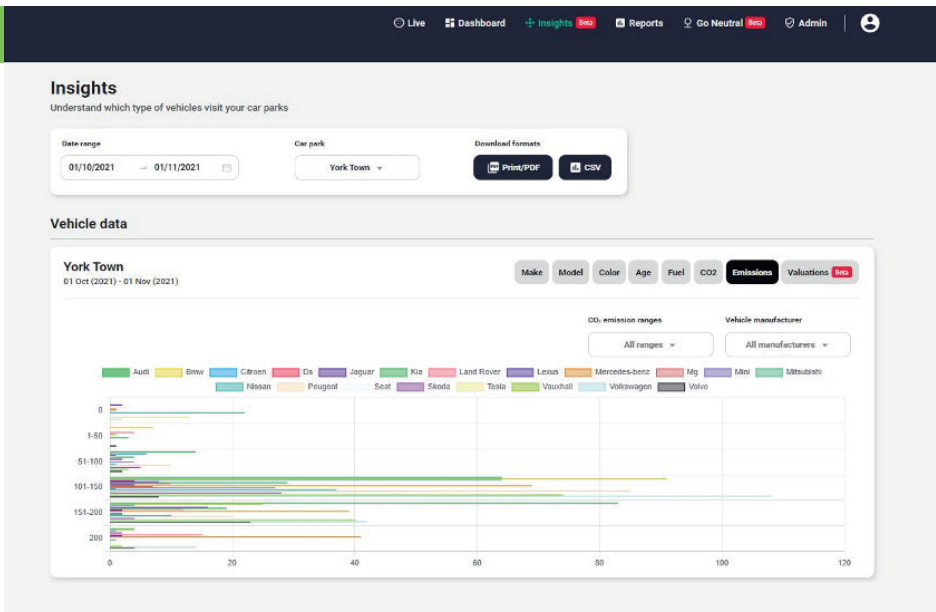 Live Dashboard Insights Beta Reports Go Neutral Beta Admin
Insights
Understand which type of vehicles visit your car parks
Date range Car park Download formats
01/10/2021 → 01/11/2021 York Town Print/PDF CSV
Vehicle data
York Town Make Model Color Age Fuel CO2 Emissions Valuations Beta
01 Oct (2021) - 01 Nov (2021)
CO₂ emission ranges Vehicle manufacturer
All ranges All manufacturers
Audi Bmw Citroen Ds Jaguar Kia Land Rover Lexus Mercedes-benz Mg Mini Mitsubishi
Nissan Peugeot Seat Skoda Tesla Vauxhall Volkswagen Volvo
0
1-50
51-100
101-150
151-200
200
0 20 40 60 80 100 120